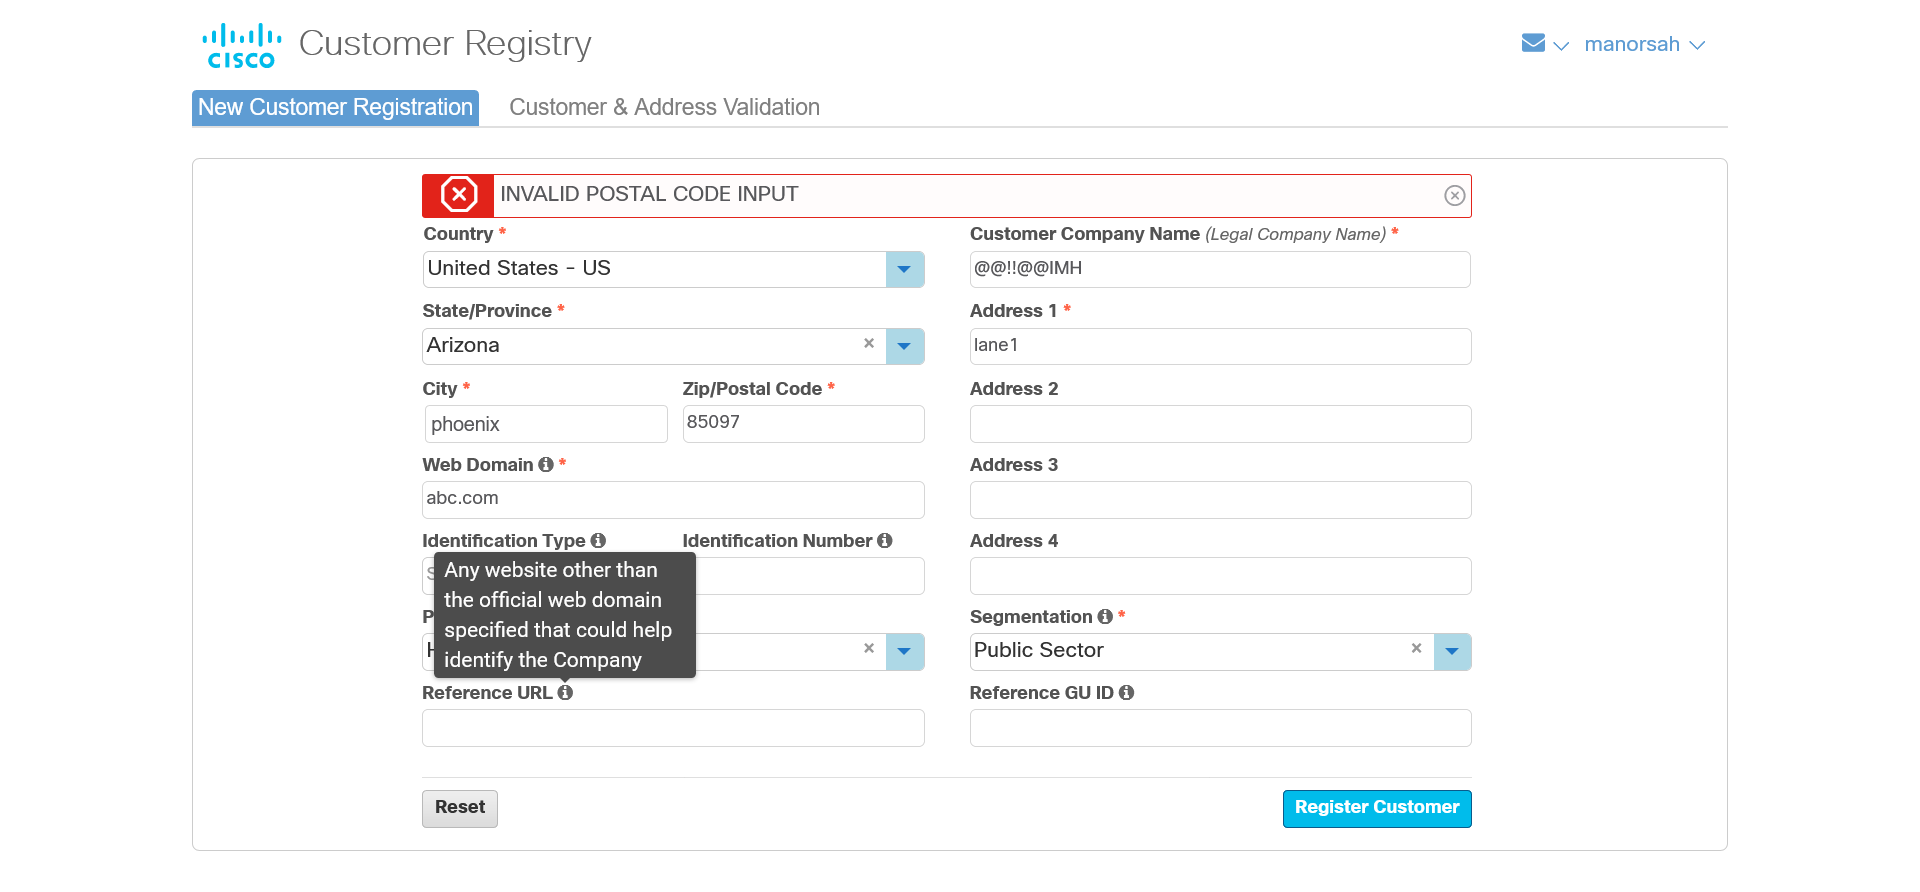 CISCO
Customer Registry
manorsah
New Customer Registration
Customer & Address Validation
INVALID POSTAL CODE INPUT
Country *
Customer Company Name (Legal Company Name) *
United States - US
@@!!@@IMH
State/Province *
Address 1 *
Arizona
lane1
City *
Zip/Postal Code *
Address 2
phoenix
85097
Web Domain *
Address 3
abc.com
Identification Type
Identification Number
Address 4
Any website other than
the official web domain
specified that could help
identify the Company
Segmentation *
Public Sector
Reference URL
Reference GU ID
Reset
Register Customer